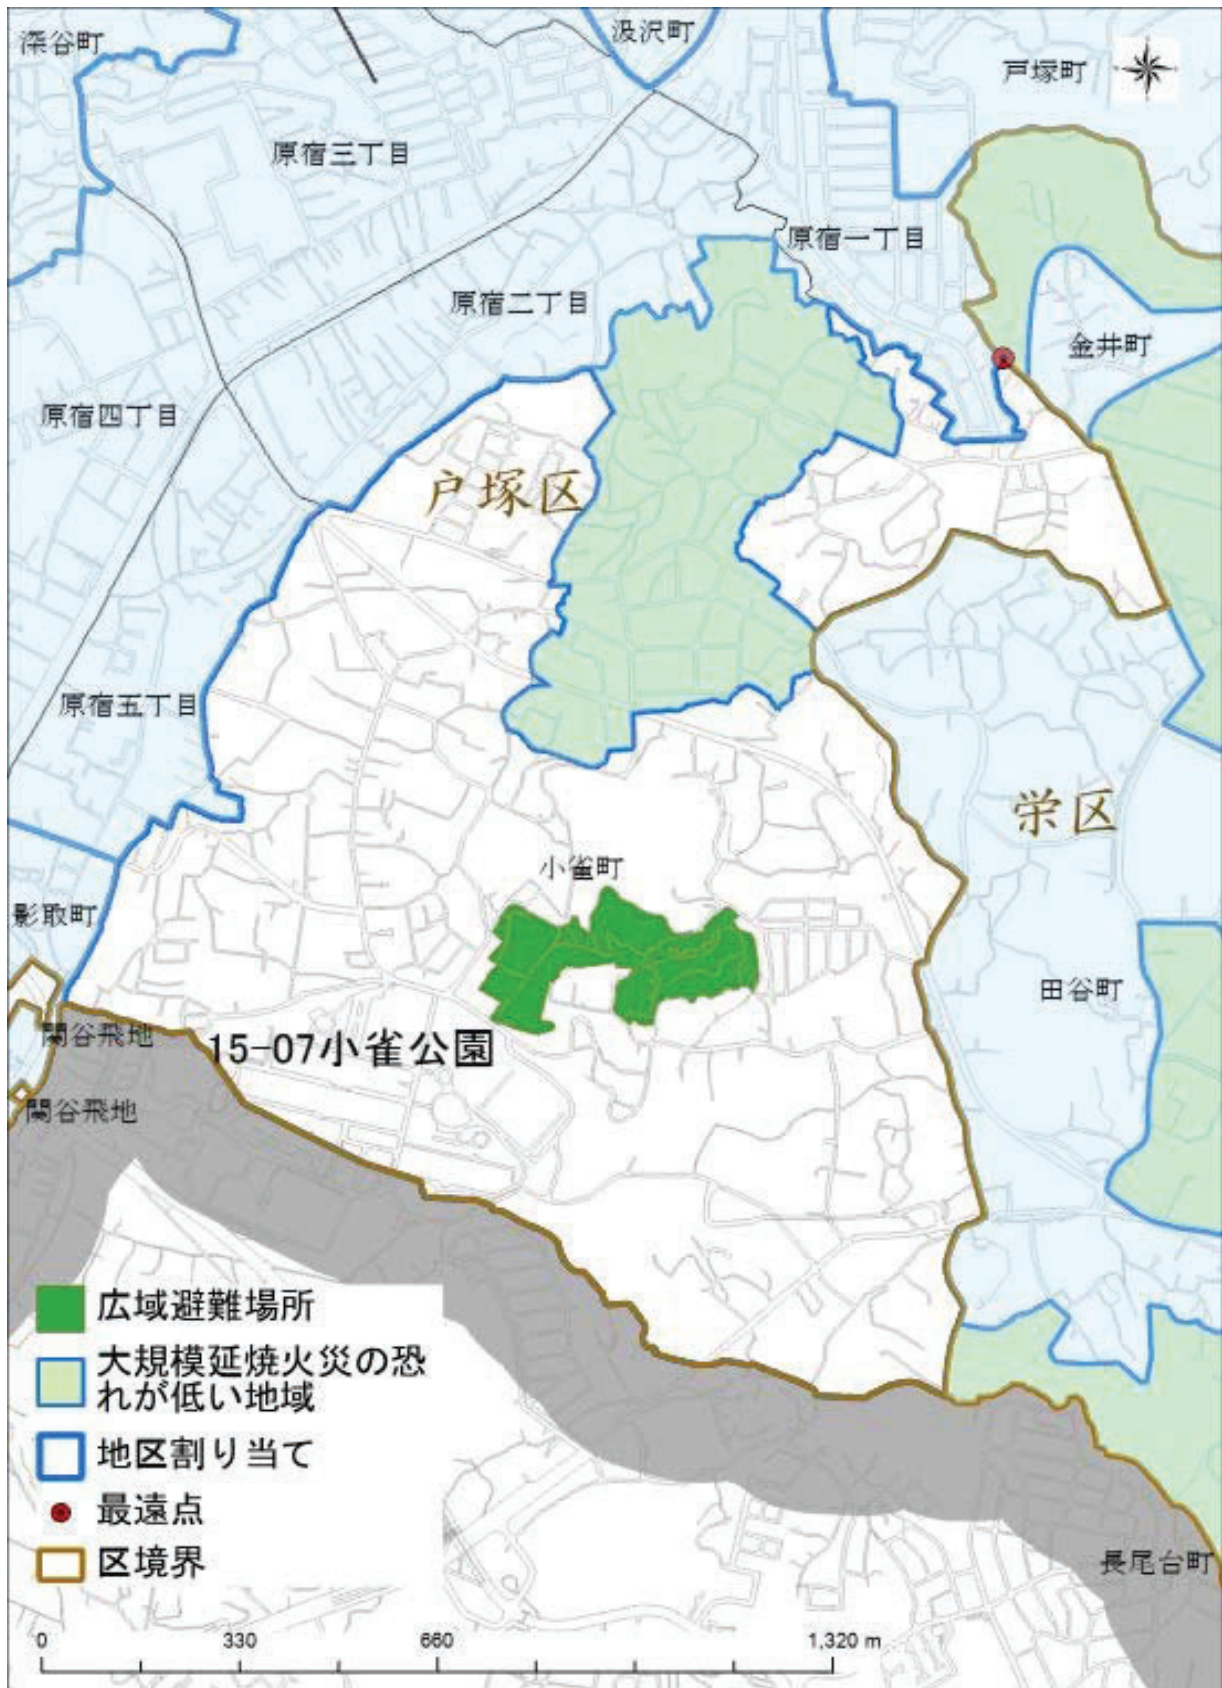 深谷町
汲沢町
戸塚町
原宿三丁目
原宿一丁目
原宿二丁目
金井町
原宿四丁目
戸塚区
原宿五丁目
栄区
小雀町
影取町
田谷町
関谷飛地
15-07小雀公園
関谷飛地
広域避難場所
大規模延焼火災の恐
れが低い地域
地区割り当て
最遠点
区境界
長尾台町
0 330 660 1,320 m